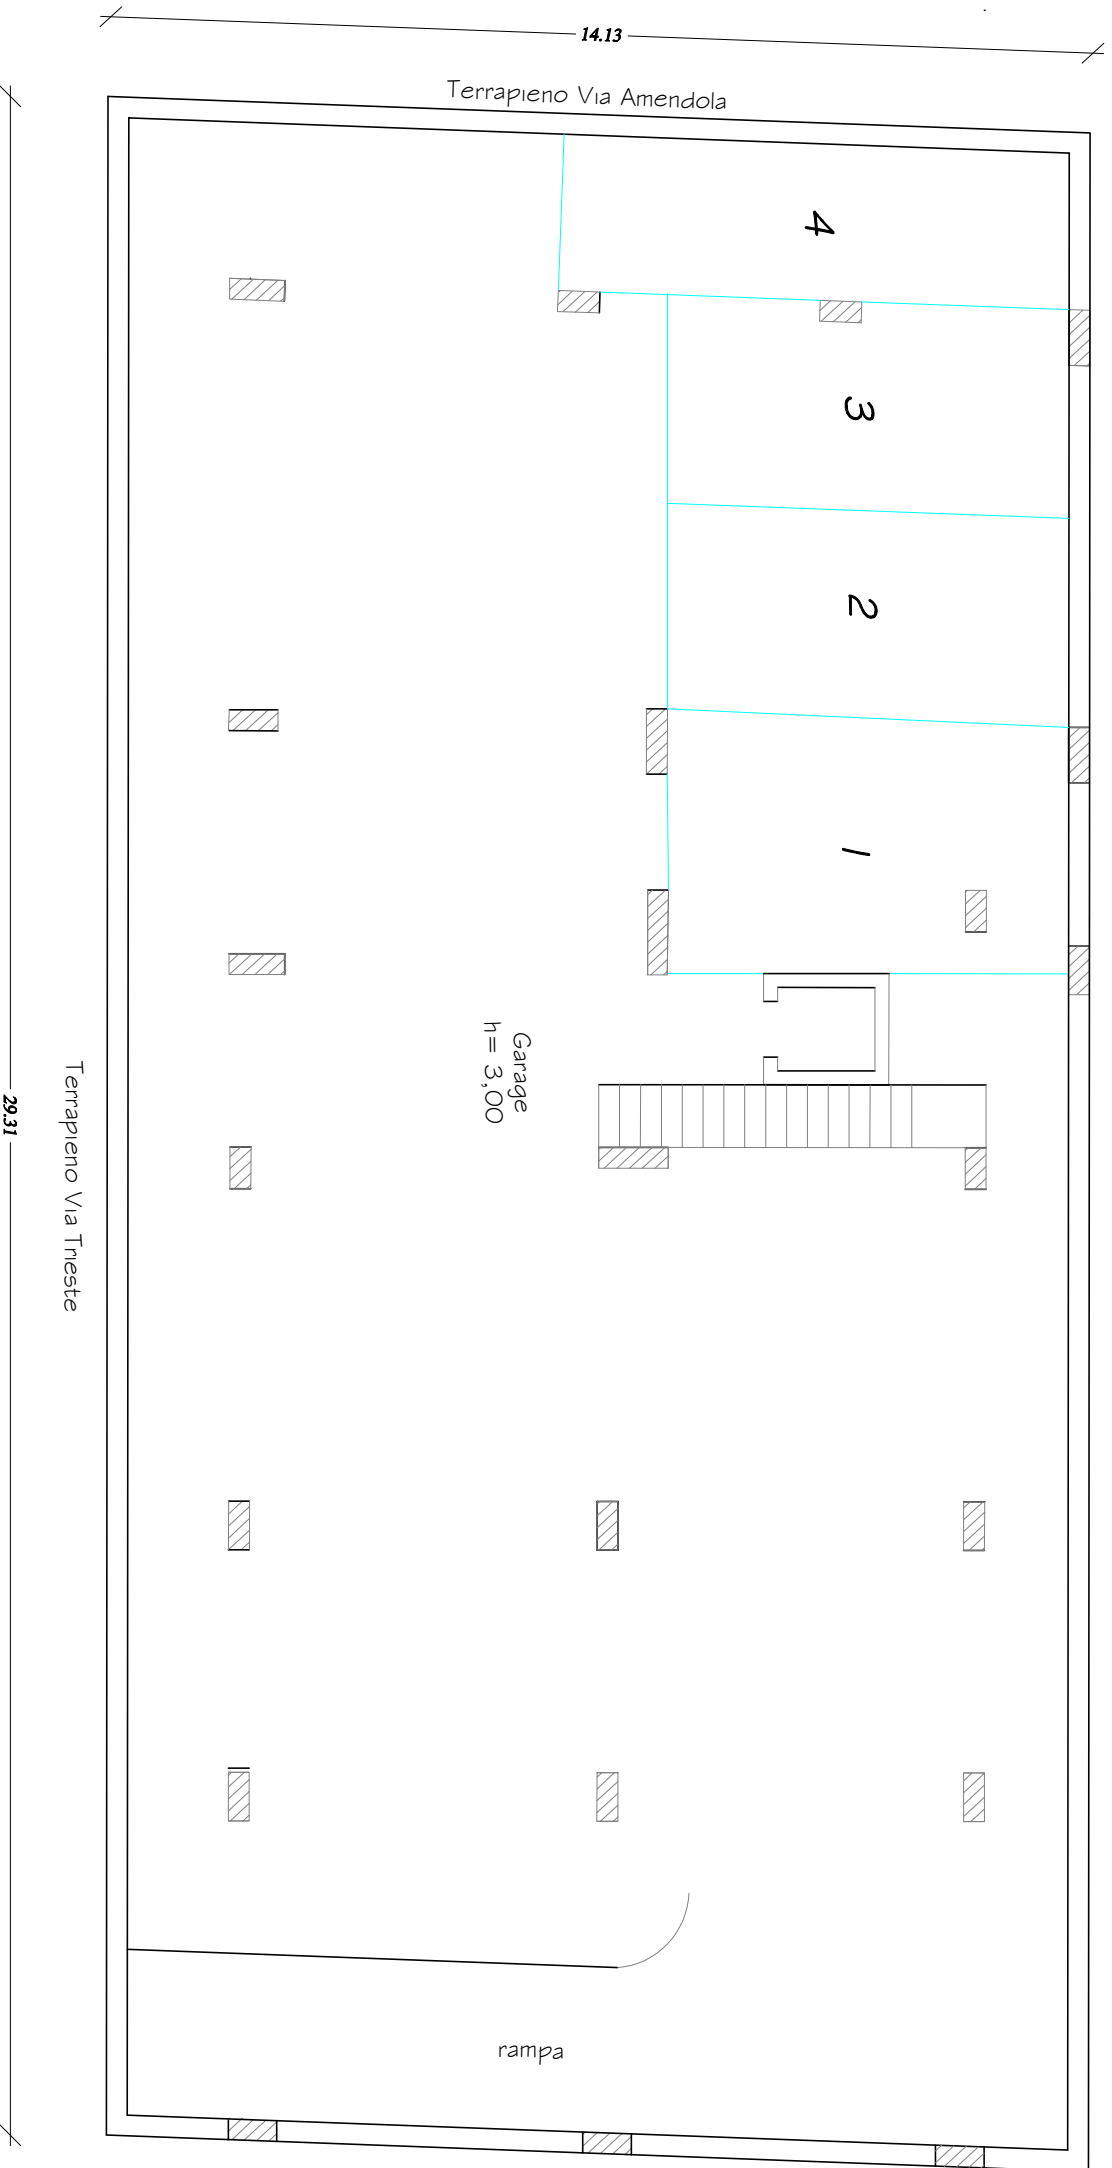 14.13
Terrapieno Via Amendola
4
3
2
1
Garage
h= 3,00
29.31
Terrapieno Via Trieste
rampa